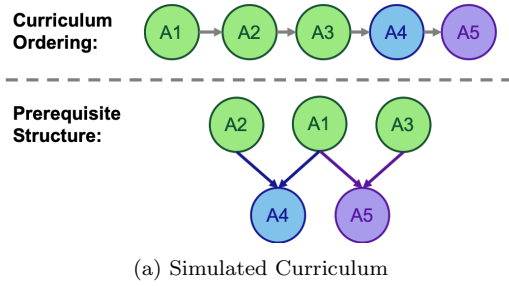 Curriculum
Ordering:
A1 A2 A3 A4 A5
Prerequisite
Structure:
A2 A1 A3
A4 A5
(a) Simulated Curriculum